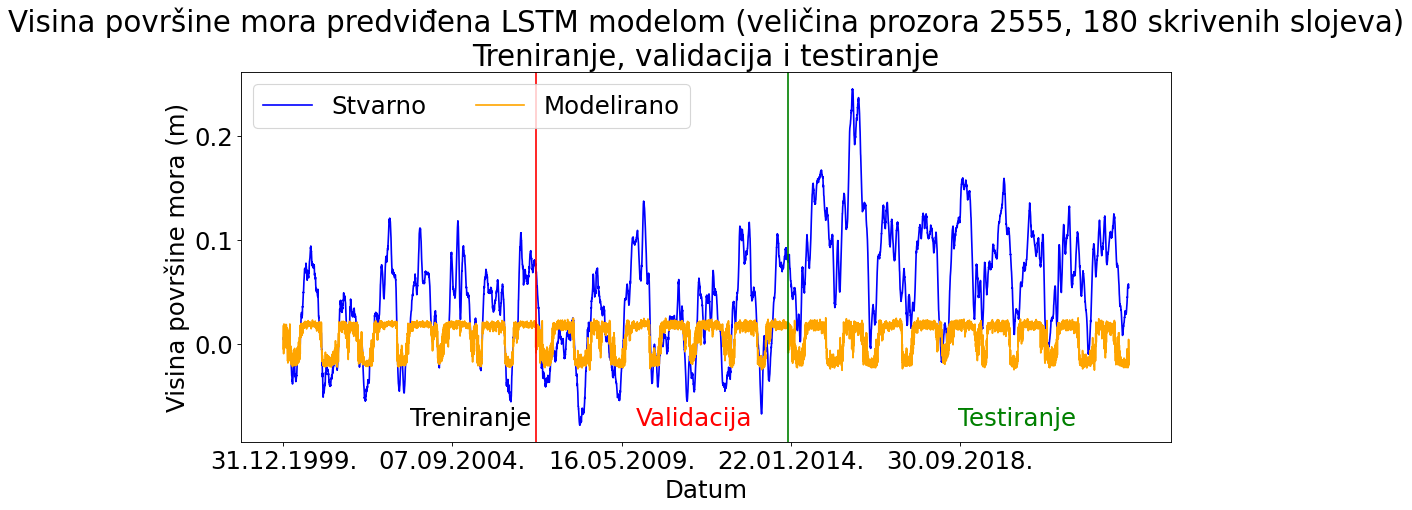 Visina površine mora predviđena LSTM modelom (veličina prozora 2555, 180 skrivenih slojeva)
Treniranje, validacija i testiranje
Stvarno
Modelirano
Visina površine mora (m)
0.2
0.1
0.0
Treniranje
Validacija
Testiranje
31.12.1999.
07.09.2004.
16.05.2009.
22.01.2014.
30.09.2018.
Datum